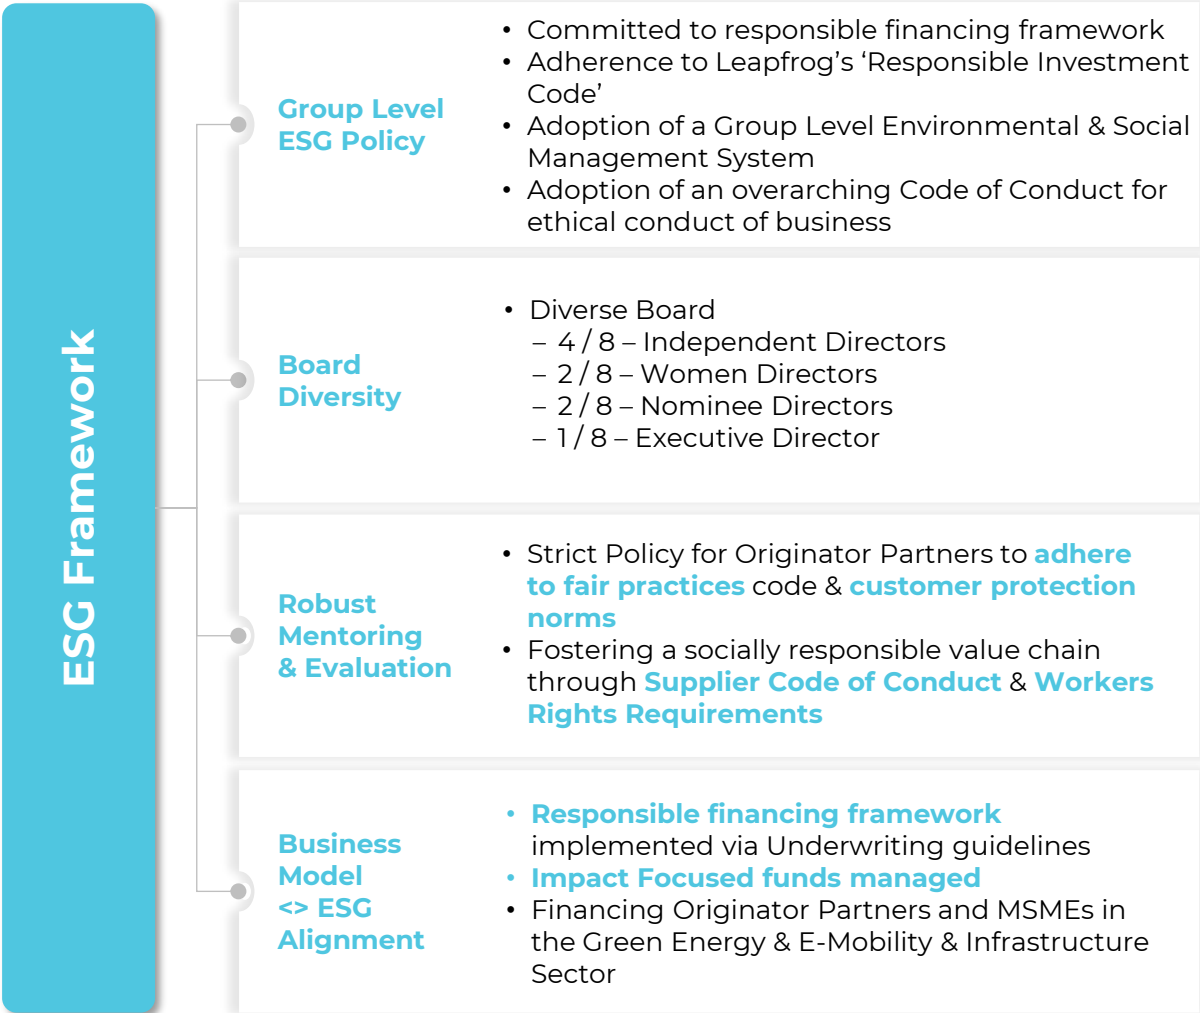 ESG Framework
Group Level
ESG Policy
• Committed to responsible financing framework
• Adherence to Leapfrog's ‘Responsible Investment
Code’
• Adoption of a Group Level Environmental & Social
Management System
• Adoption of an overarching Code of Conduct for
ethical conduct of business
Board
Diversity
• Diverse Board
– 4 / 8 – Independent Directors
– 2 / 8 – Women Directors
– 2 / 8 – Nominee Directors
– 1 / 8 – Executive Director
Robust
Mentoring
& Evaluation
• Strict Policy for Originator Partners to adhere
to fair practices code & customer protection
norms
• Fostering a socially responsible value chain
through Supplier Code of Conduct & Workers
Rights Requirements
Business
Model
<> ESG
Alignment
• Responsible financing framework
implemented via Underwriting guidelines
• Impact Focused funds managed
• Financing Originator Partners and MSMEs in
the Green Energy & E-Mobility & Infrastructure
Sector